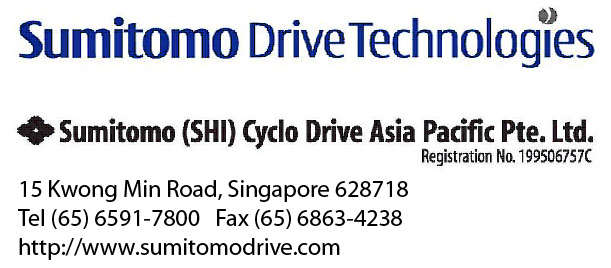 Sumitomo Drive Technologies
Sumitomo (SHI) Cyclo Drive Asia Pacific Pte. Ltd.
Registration No. 199506757C
15 Kwong Min Road, Singapore 628718
Tel (65) 6591-7800   Fax (65) 6863-4238
http://www.sumitomodrive.com